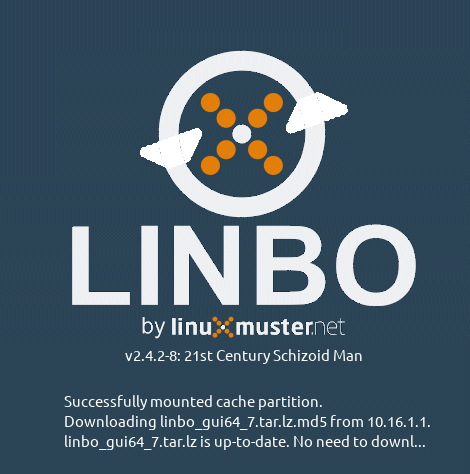 LINBO
by linuxmuster.net
v2.4.2-8: 21st Century Schizoid Man
Successfully mounted cache partition.
Downloading linbo_gui64_7.tar.lz.md5 from 10.16.1.1.
linbo_gui64_7.tar.lz is up-to-date. No need to downl...